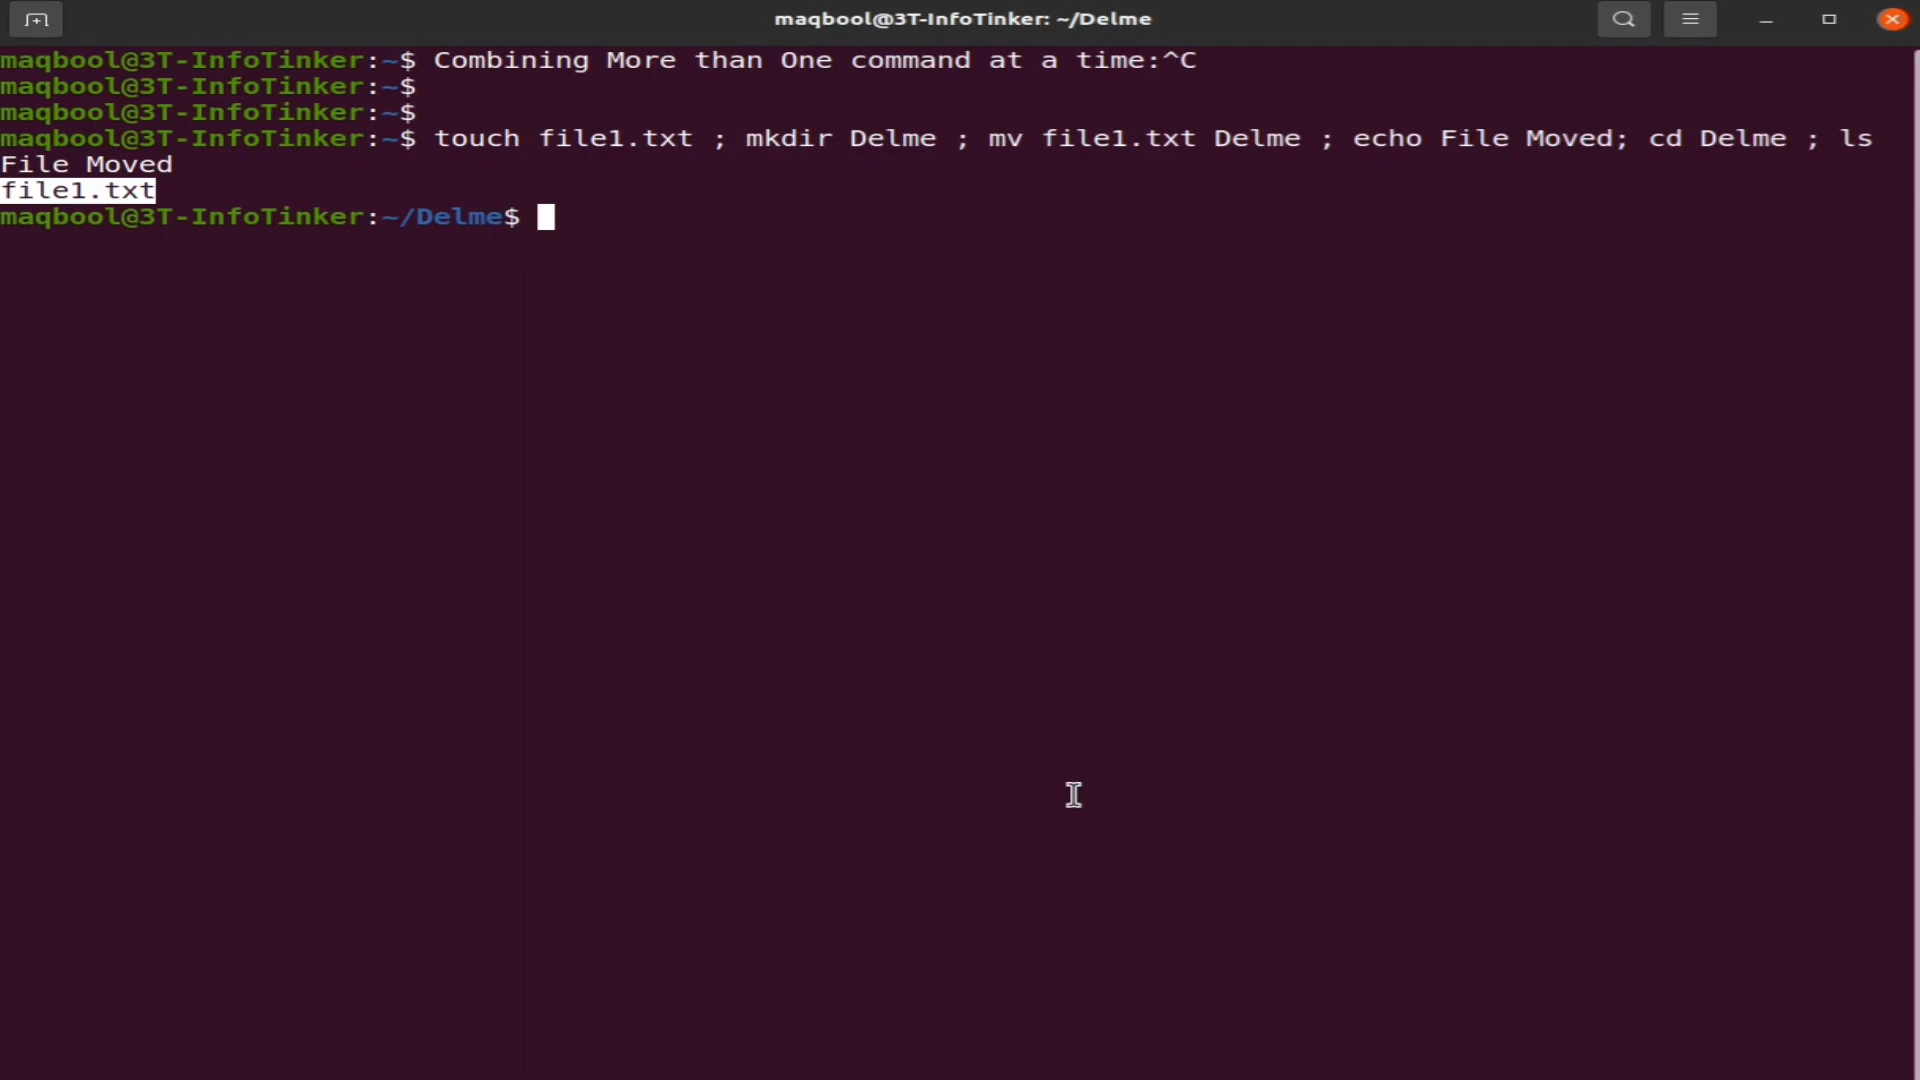 maqbool@3T-InfoTinker: ~/Delme
maqbool@3T-InfoTinker:~$ Combining More than One command at a time:^C
maqbool@3T-InfoTinker:~$
maqbool@3T-InfoTinker:~$
maqbool@3T-InfoTinker:~$ touch file1.txt ; mkdir Delme ; mv file1.txt Delme ; echo File Moved; cd Delme ; ls
File Moved
file1.txt
maqbool@3T-InfoTinker:~/Delme$